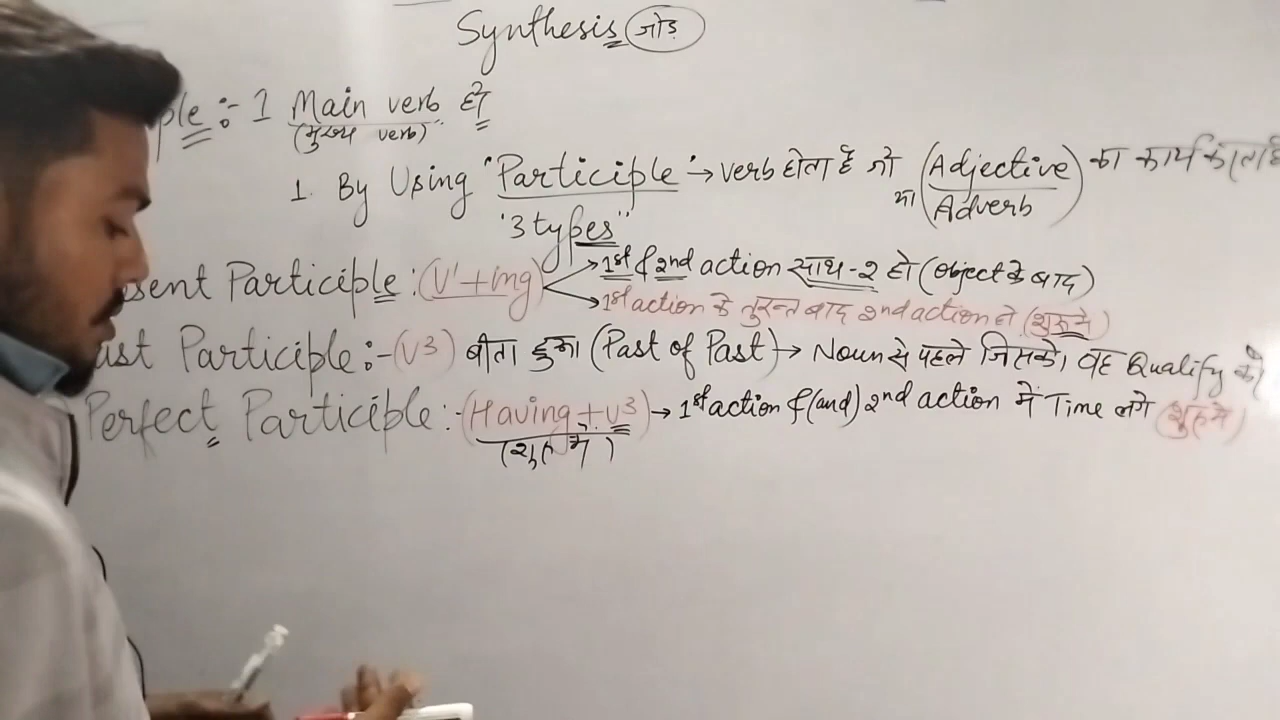 Synthesis जोड़
ple :- 1 Main verb हो
(मुख्य verb)
1. By Using "Participle" → verb होता है जो (Adjective) का कार्य करता है
या Adverb
"3 types"
sent Participle : (V¹+ing) → 1st & 2nd action साथ-2 हो (object के बाद)
→ 1st action के तुरन्त बाद 2nd action हो (शुरू में)
ast Participle :- (V³) बीता हुआ (Past of Past) → Noun से पहले जिसको वह Qualify करे
Perfect Participle :- (Having + V³) → 1st action & (and) 2nd action में Time लगे (शुरू में)
(शुरू में)